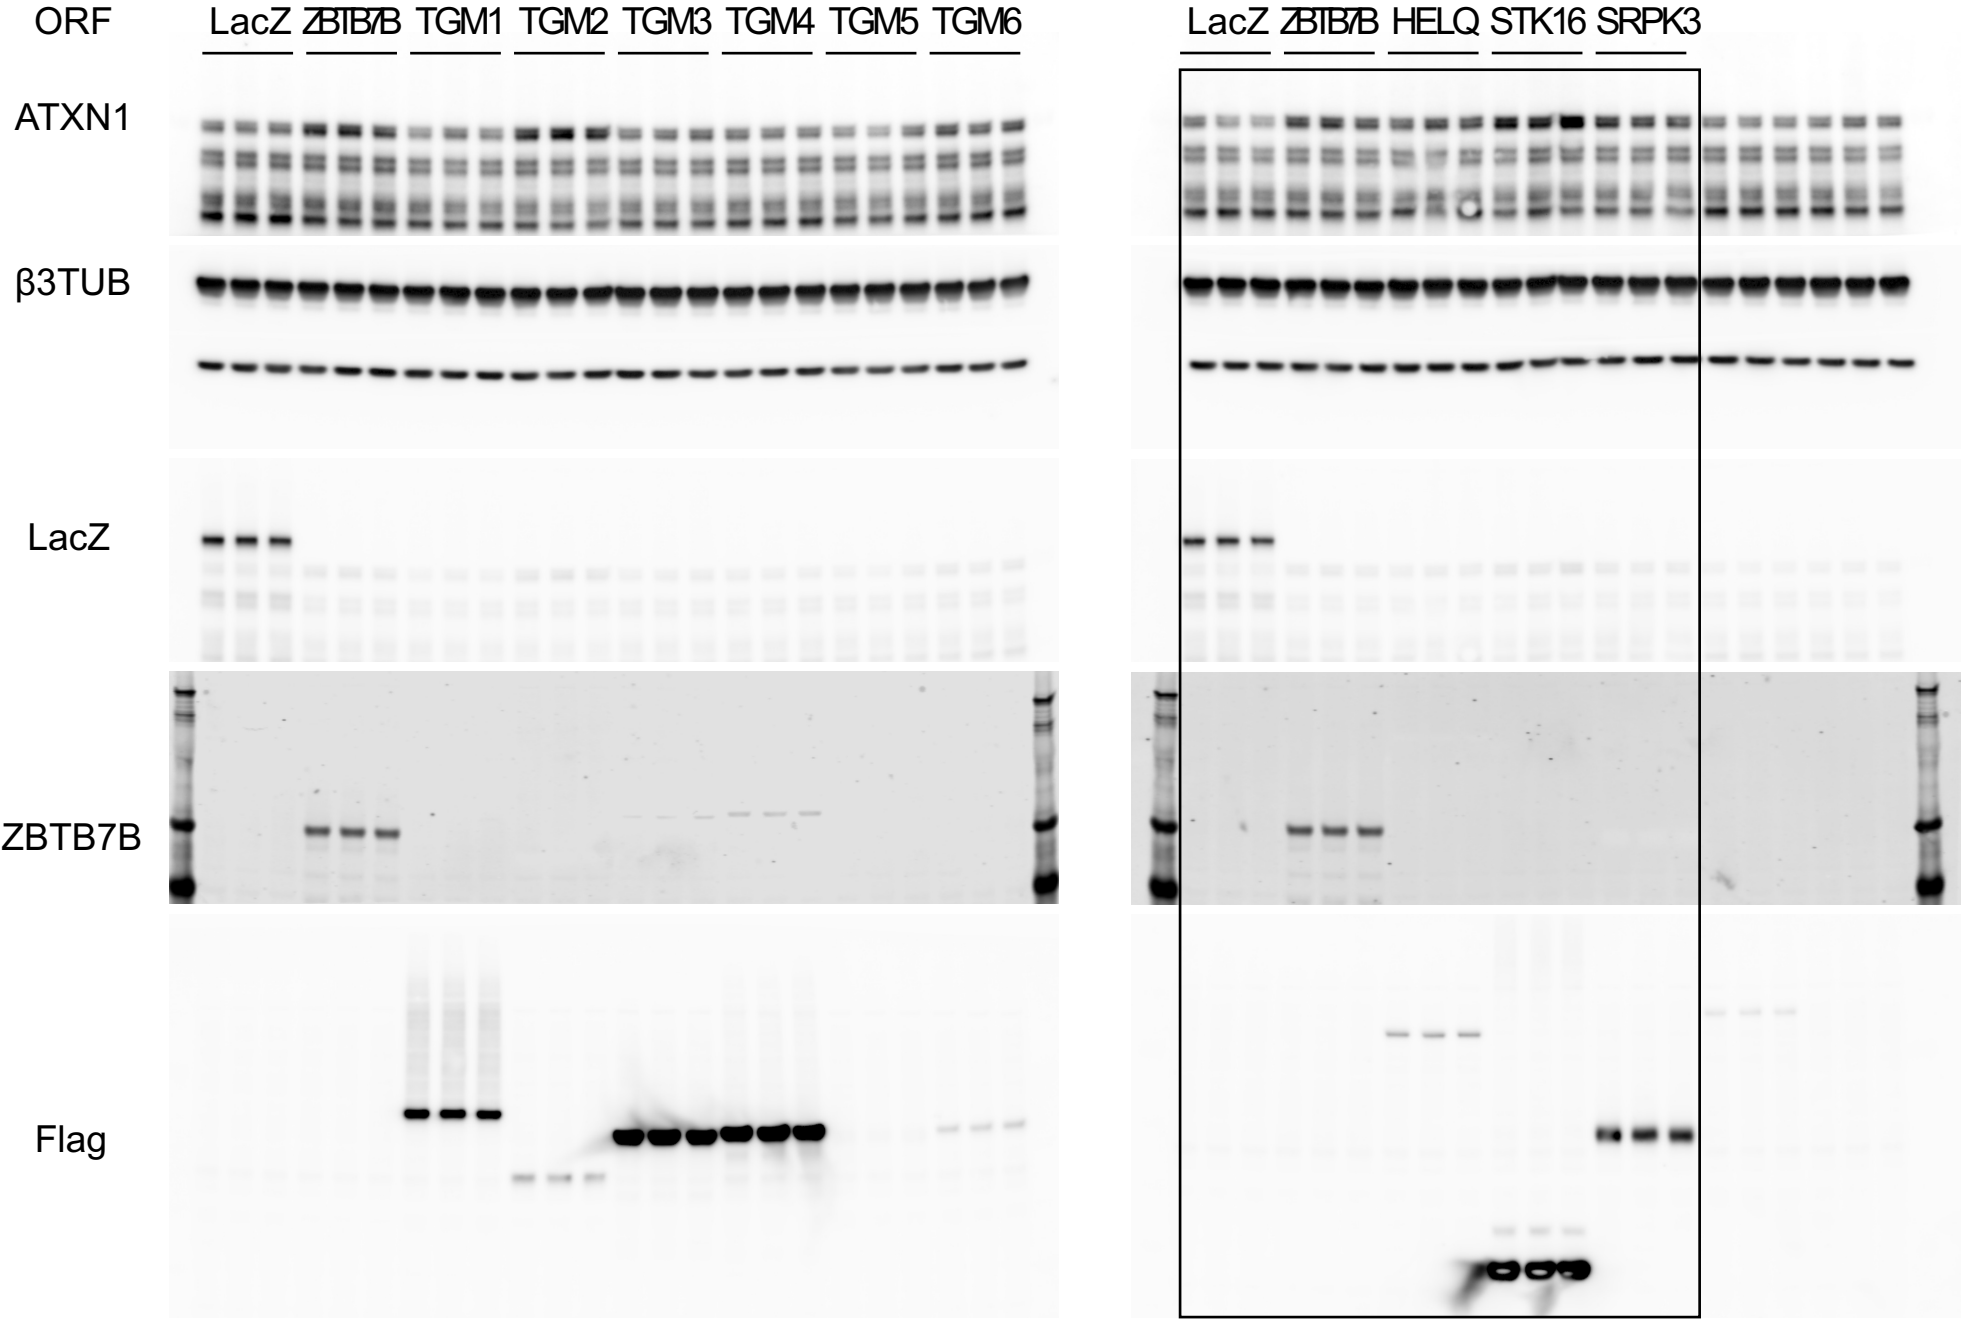 ORF LacZ ZBTB7B TGM1 TGM2 TGM3 TGM4 TGM5 TGM6 LacZ ZBTB7B HELQ STK16 SRPK3
ATXN1
β3TUB
LacZ
ZBTB7B
Flag